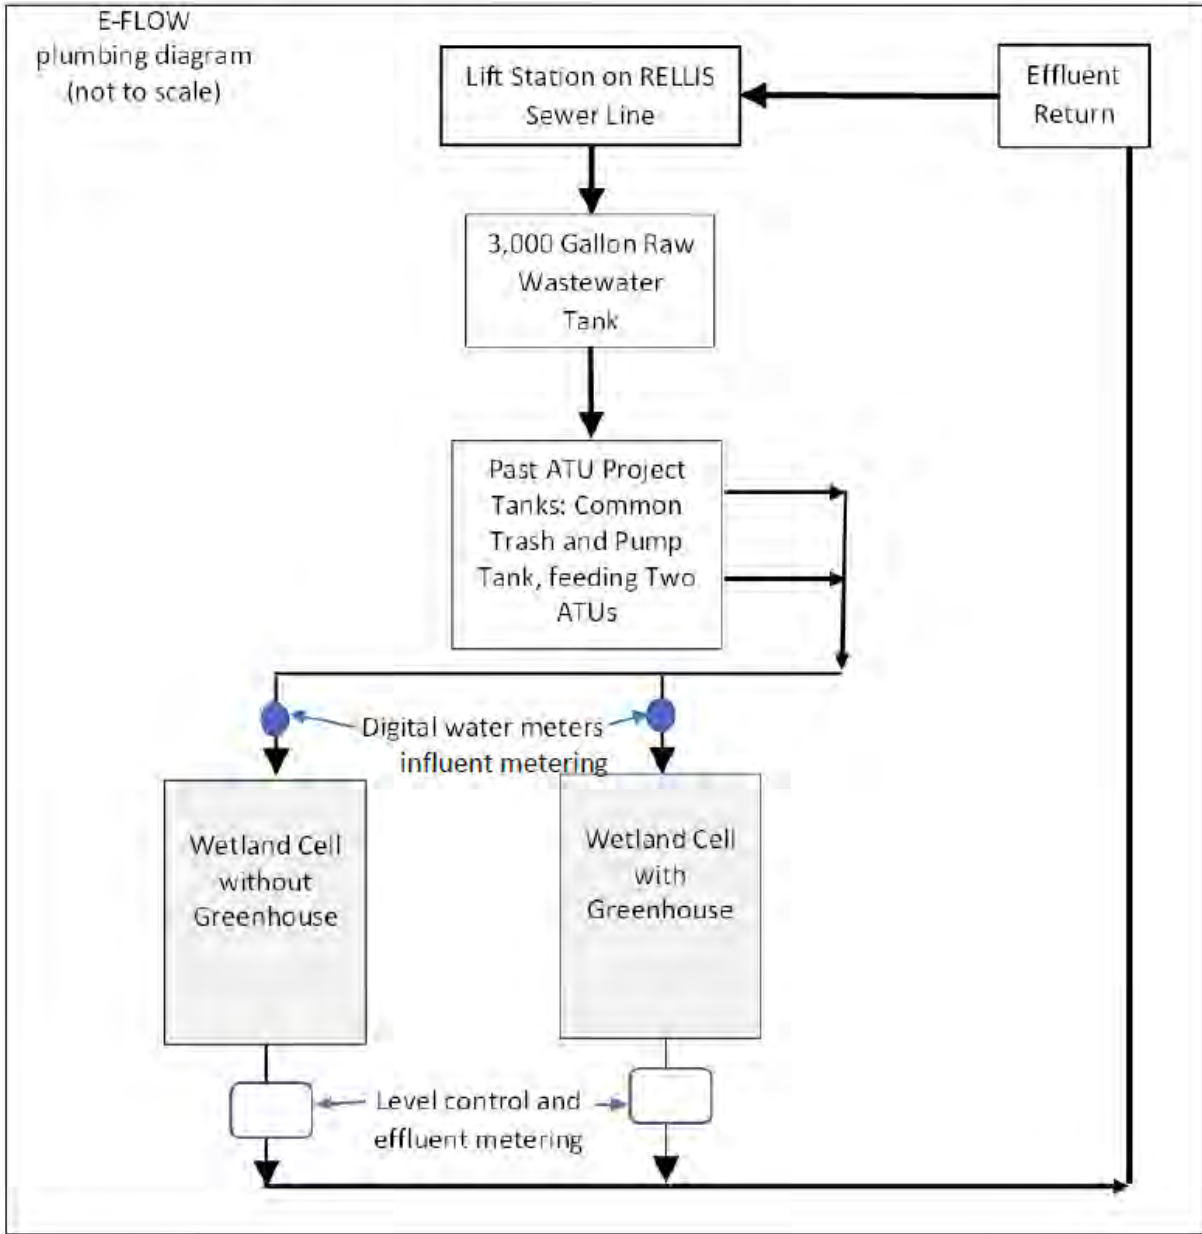 E-FLOW
plumbing diagram
(not to scale)
Lift Station on RELLIS
Sewer Line
Effluent
Return
3,000 Gallon Raw
Wastewater
Tank
Past ATU Project
Tanks: Common
Trash and Pump
Tank, feeding Two
ATUs
Digital water meters
influent metering
Wetland Cell
without
Greenhouse
Wetland Cell
with
Greenhouse
Level control and
effluent metering